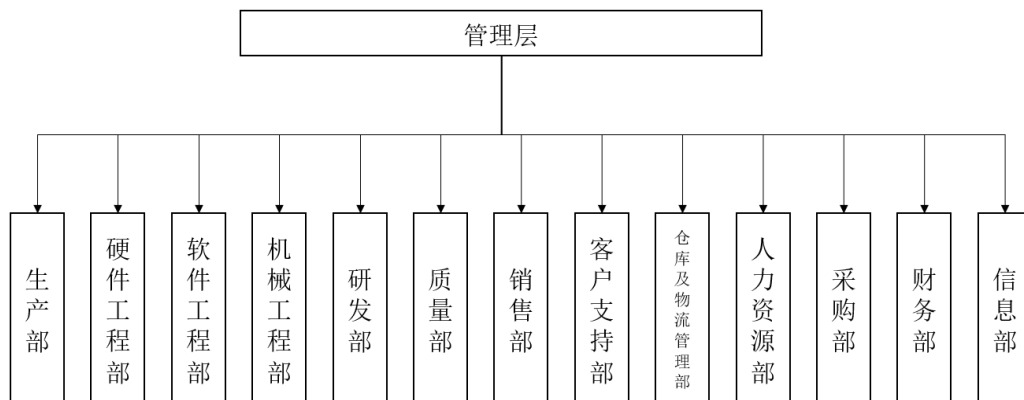 管理层
生产部
硬件工程部
软件工程部
机械工程部
研发部
质量部
销售部
客户支持部
仓库及物流管理部
人力资源部
采购部
财务部
信息部